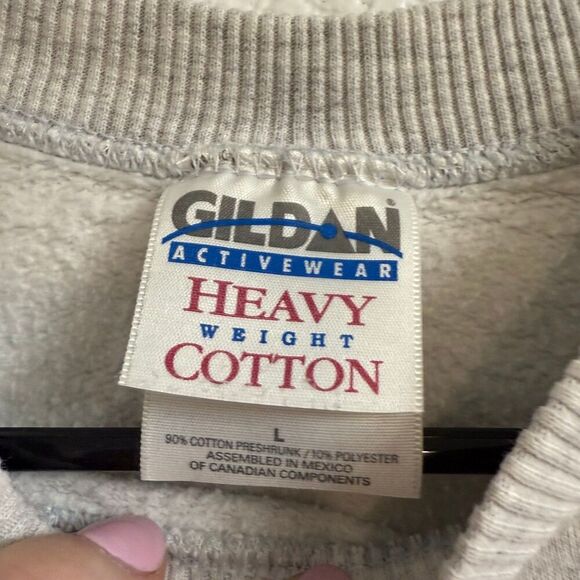 GILDAN
ACTIVEWEAR
HEAVY
WEIGHT
COTTON
L
90% COTTON PRESHRUNK / 10% POLYESTER
ASSEMBLED IN MEXICO
OF CANADIAN COMPONENTS